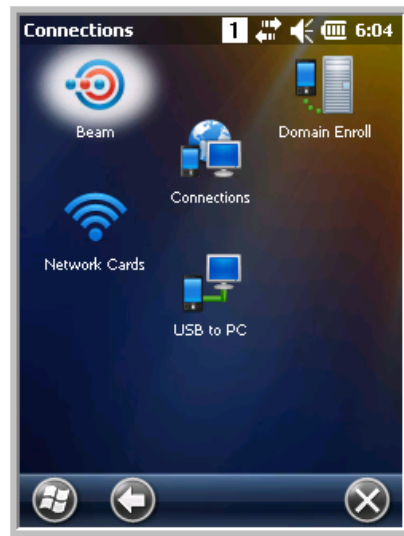 Connections 1 6:04
Beam
Domain Enroll
Connections
Network Cards
USB to PC